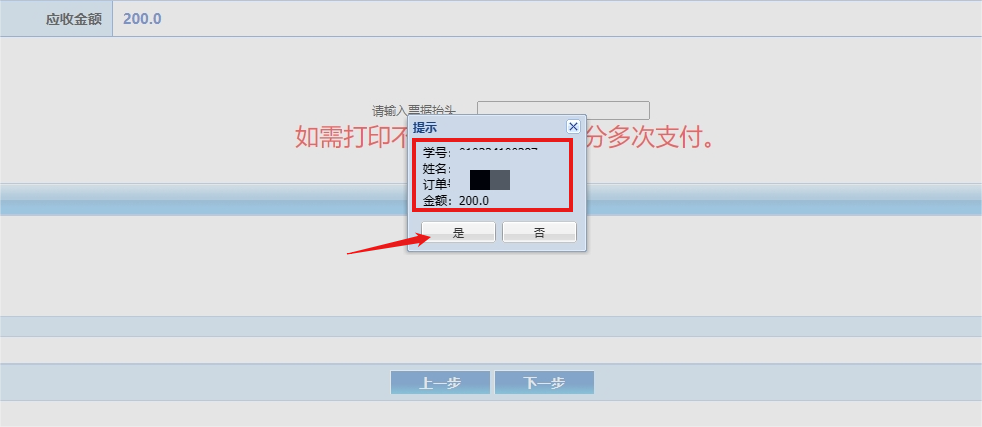 应收金额 200.0
请输入票据抬头
如需打印不
分多次支付。
提示
学号:
姓名:
订单号
金额: 200.0
是 否
上一步 下一步